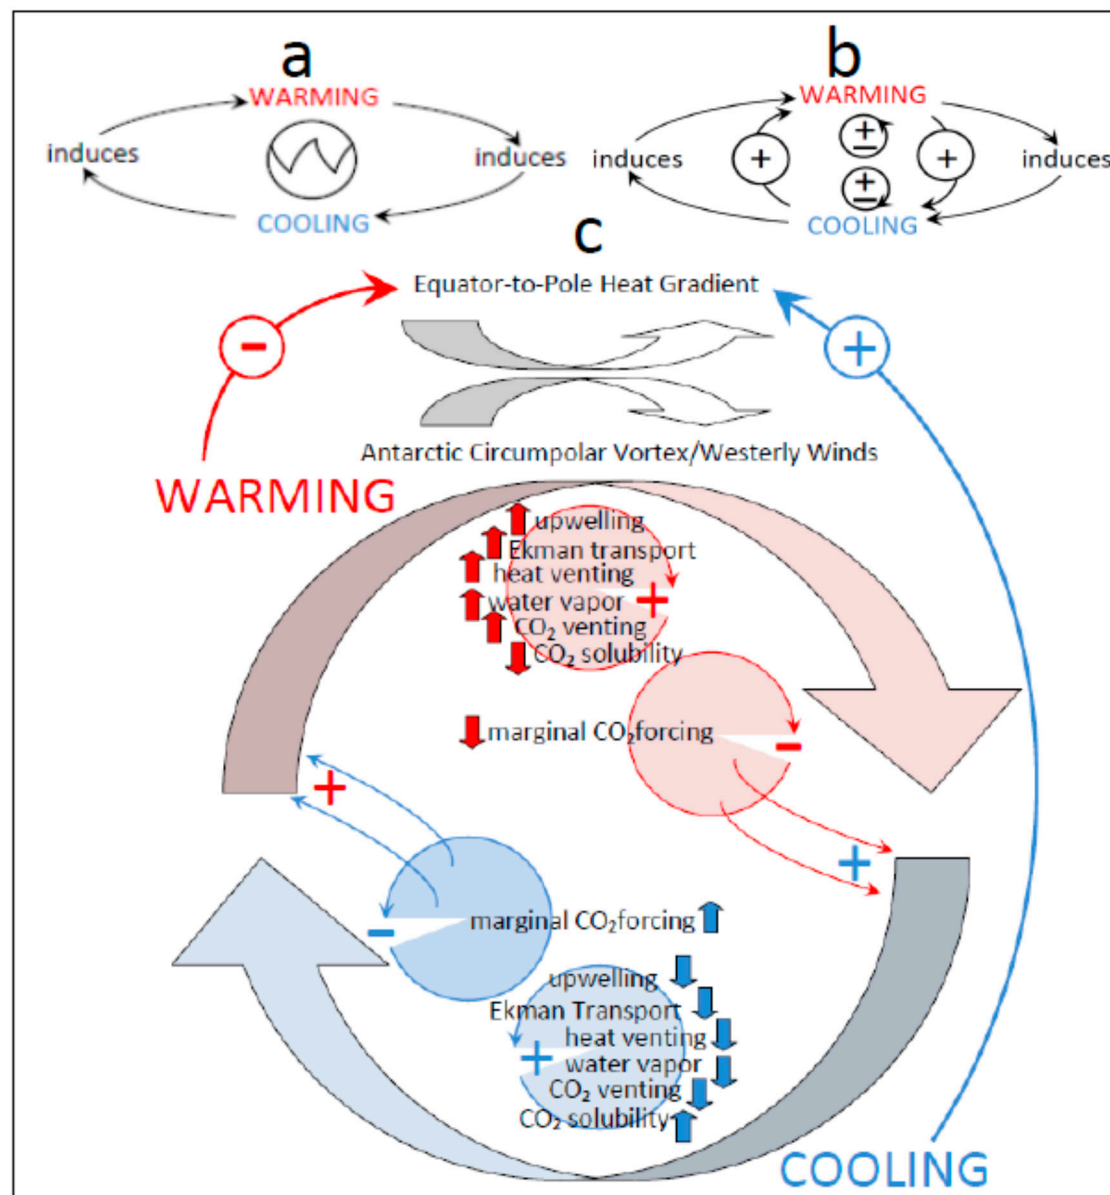 a
b
WARMING
WARMING
induces
induces
induces
induces
+
±
+
±
COOLING
COOLING
c
Equator-to-Pole Heat Gradient
-
+
Antarctic Circumpolar Vortex/Westerly Winds
WARMING
upwelling
Ekman transport
heat venting
water vapor
+
CO₂ venting
CO₂ solubility
marginal CO₂forcing
-
+
+
marginal CO₂forcing
-
upwelling
Ekman Transport
heat venting
+
water vapor
CO₂ venting
CO₂ solubility
COOLING